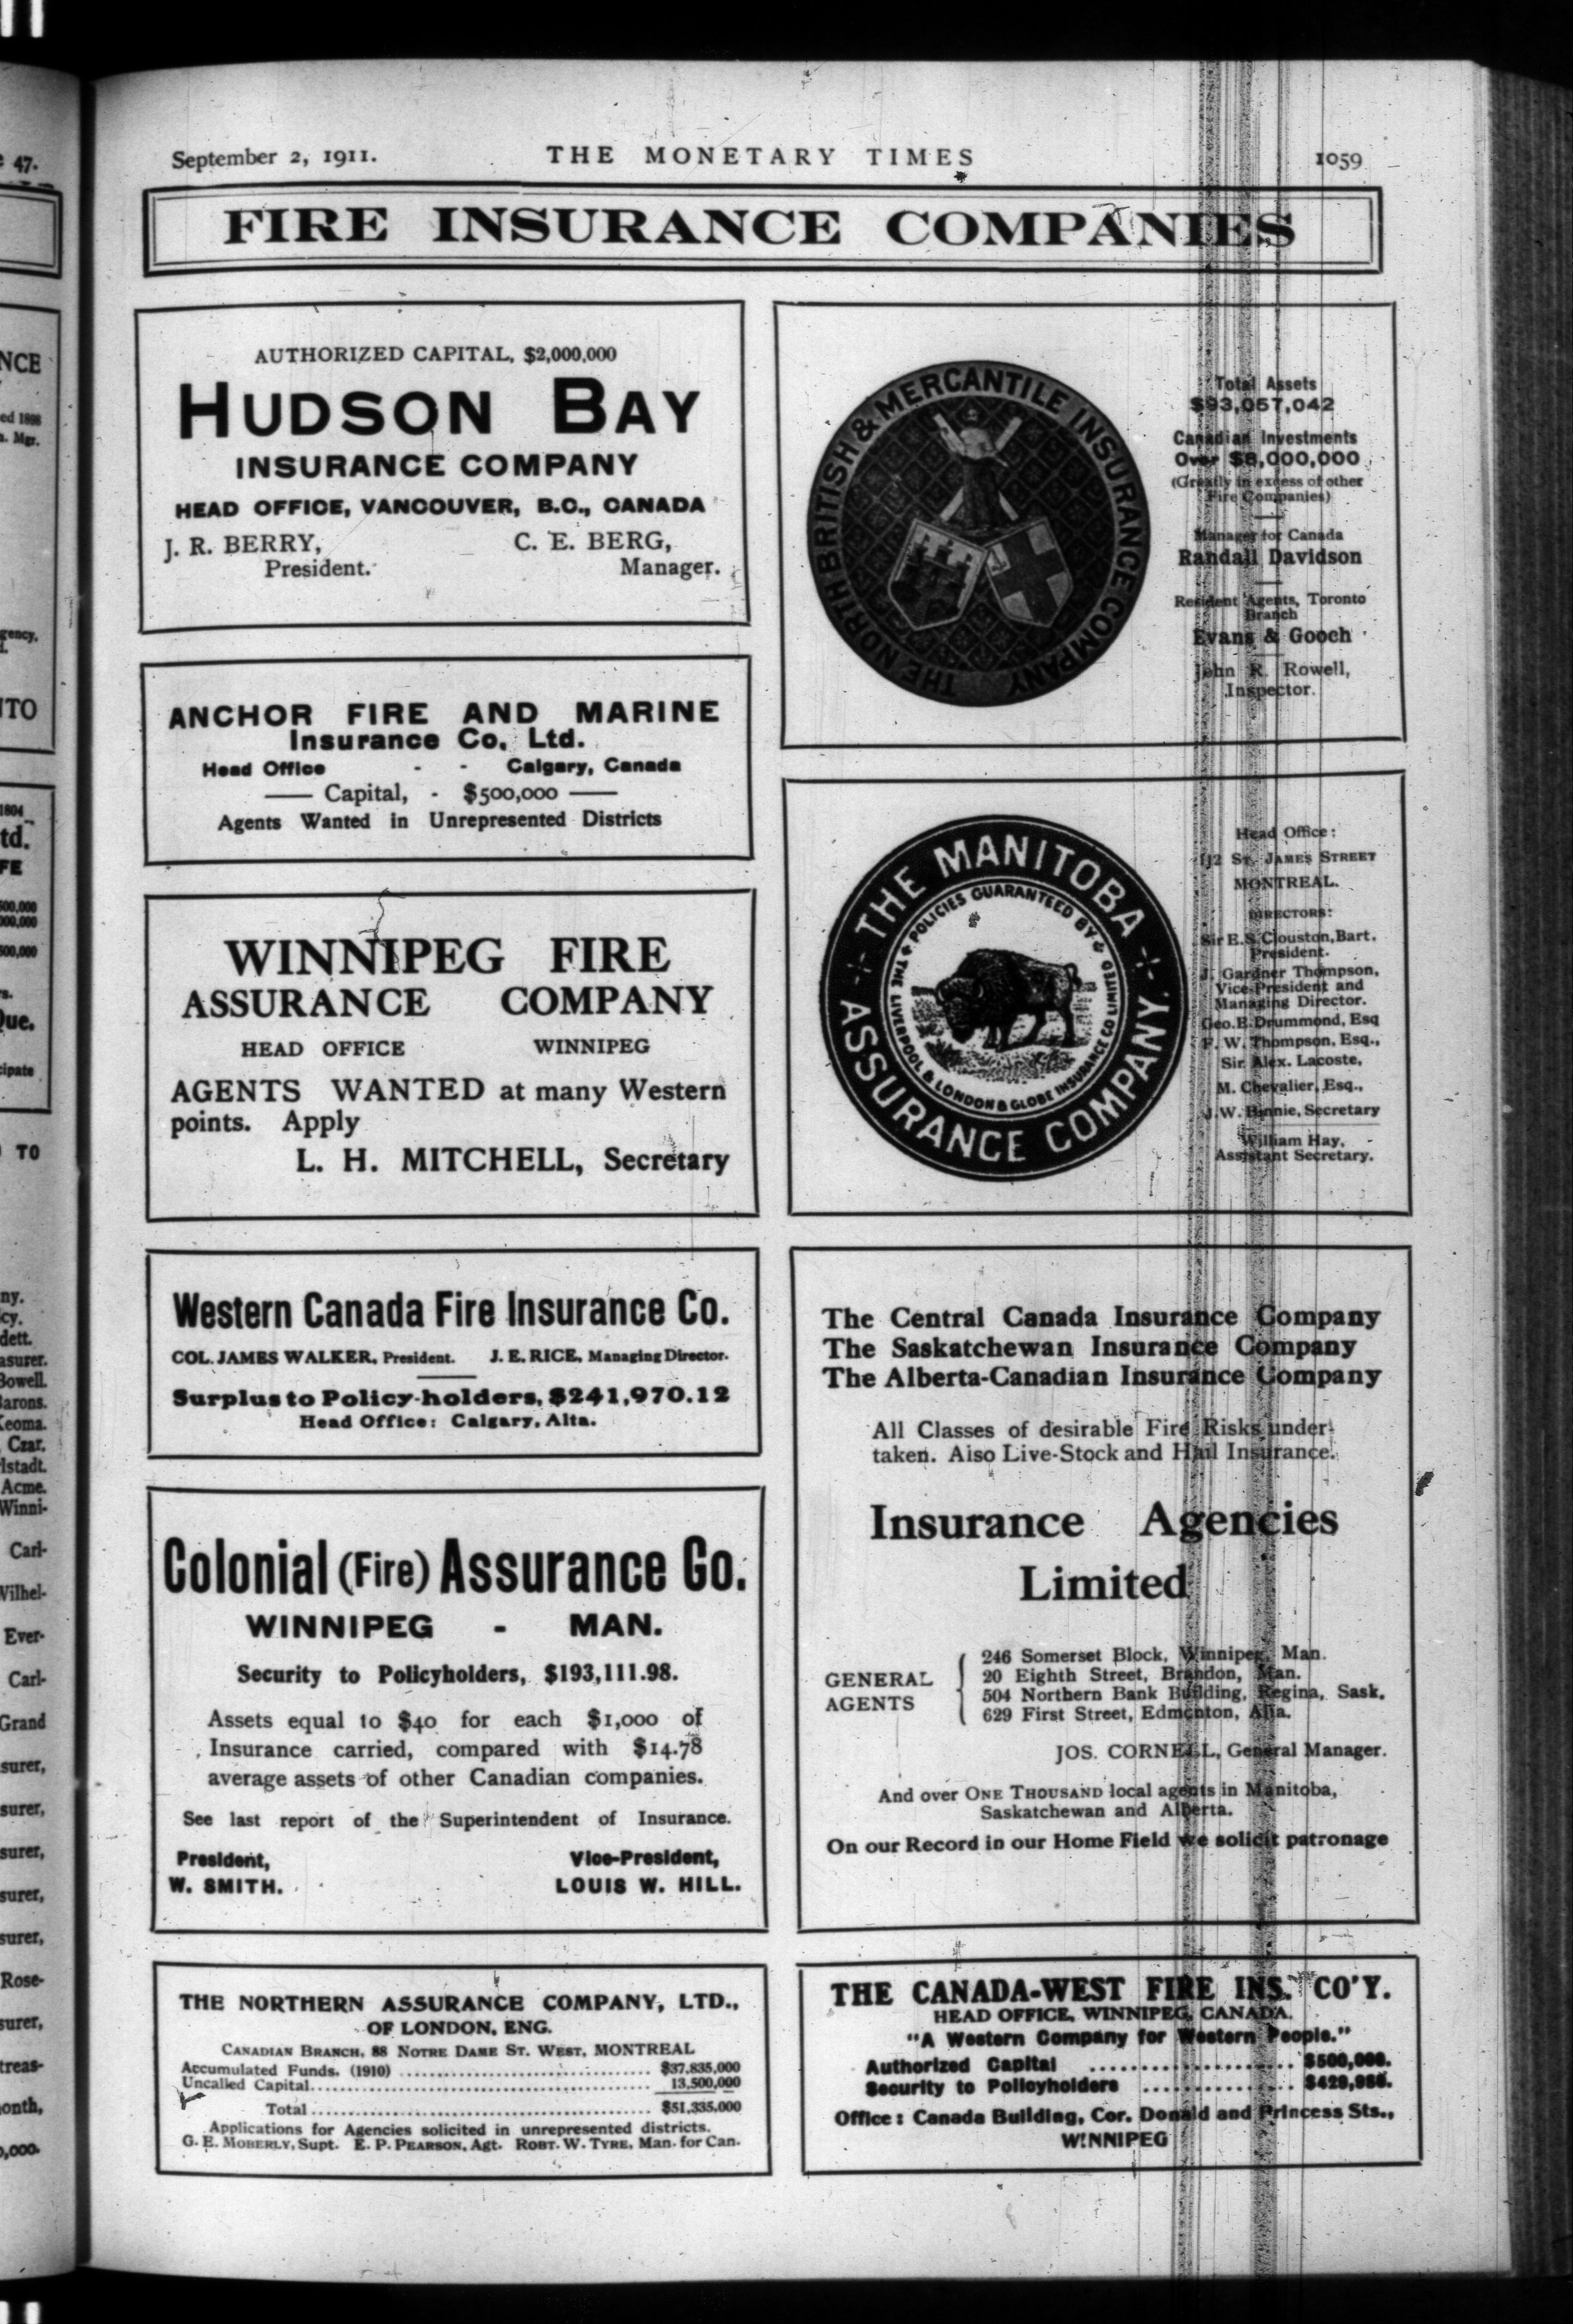 September 2, 1911.
THE MONETARY TIMES
1059
FIRE INSURANCE COMPANIES
AUTHORIZED CAPITAL, $2,000,000
HUDSON BAY
INSURANCE COMPANY
HEAD OFFICE, VANCOUVER, B.C., CANADA
J. R. BERRY, C. E. BERG,
President. Manager.
ANCHOR FIRE AND MARINE
Insurance Co, Ltd.
Head Office - - Calgary, Canada
Capital, - $500,000
Agents Wanted in Unrepresented Districts
WINNIPEG FIRE
ASSURANCE COMPANY
HEAD OFFICE WINNIPEG
AGENTS WANTED at many Western
points. Apply
L. H. MITCHELL, Secretary
Western Canada Fire Insurance Co.
COL. JAMES WALKER, President. J. E. RICE, Managing Director.
Surplus to Policy-holders, $241,970.12
Head Office: Calgary, Alta.
Colonial (Fire) Assurance Co.
WINNIPEG - MAN.
Security to Policyholders, $193,111.98.
Assets equal to $40 for each $1,000 of
Insurance carried, compared with $14.78
average assets of other Canadian companies.
See last report of the Superintendent of Insurance.
President, Vice-President,
W. SMITH. LOUIS W. HILL.
THE NORTHERN ASSURANCE COMPANY, LTD.,
OF LONDON, ENG.
CANADIAN BRANCH, 88 NOTRE DAME ST. WEST, MONTREAL
Accumulated Funds, (1910) $37,835,000
Uncalled Capital 13,500,000
Total $51,335,000
Applications for Agencies solicited in unrepresented districts.
G. E. MOBERLY, Supt. E. P. PEARSON, Agt. ROBT. W. TYRE, Man. for Can.
THE NORTH BRITISH & MERCANTILE INSURANCE COMPANY
Total Assets
$93,057,042
Canadian Investments
Over $8,000,000
(Greatly in excess of other
Fire Companies)
Manager for Canada
Randall Davidson
Resident Agents, Toronto
Branch
Evans & Gooch
John R. Rowell,
Inspector.
THE MANITOBA
ASSURANCE COMPANY.
POLICIES GUARANTEED BY
THE LIVERPOOL & LONDON & GLOBE INSURANCE CO LIMITED
Head Office:
112 ST. JAMES STREET
MONTREAL.
DIRECTORS:
Sir E.S. Clouston, Bart.
President.
J. Gardner Thompson,
Vice-President and
Managing Director.
Geo. E. Drummond, Esq
F. W. Thompson, Esq.,
Sir Alex. Lacoste,
M. Chevalier, Esq.,
J. W. Binnie, Secretary
William Hay,
Assistant Secretary.
The Central Canada Insurance Company
The Saskatchewan Insurance Company
The Alberta-Canadian Insurance Company
All Classes of desirable Fire Risks under-
taken. Also Live-Stock and Hail Insurance.
Insurance Agencies
Limited
GENERAL
AGENTS
246 Somerset Block, Winnipeg, Man.
20 Eighth Street, Brandon, Man.
504 Northern Bank Building, Regina, Sask.
629 First Street, Edmonton, Alta.
JOS. CORNELL, General Manager.
And over ONE THOUSAND local agents in Manitoba,
Saskatchewan and Alberta.
On our Record in our Home Field we solicit patronage
THE CANADA-WEST FIRE INS. CO'Y.
HEAD OFFICE, WINNIPEG, CANADA.
"A Western Company for Western People."
Authorized Capital $500,000.
Security to Policyholders
Office: Canada Building, Cor. Donald and Princess Sts.,
WINNIPEG